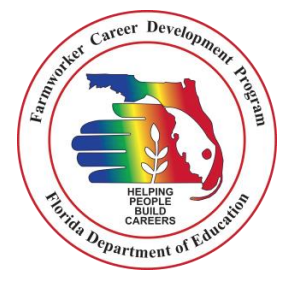 Farmworker Career Development Program
HELPING
PEOPLE
BUILD
CAREERS
Florida Department of Education